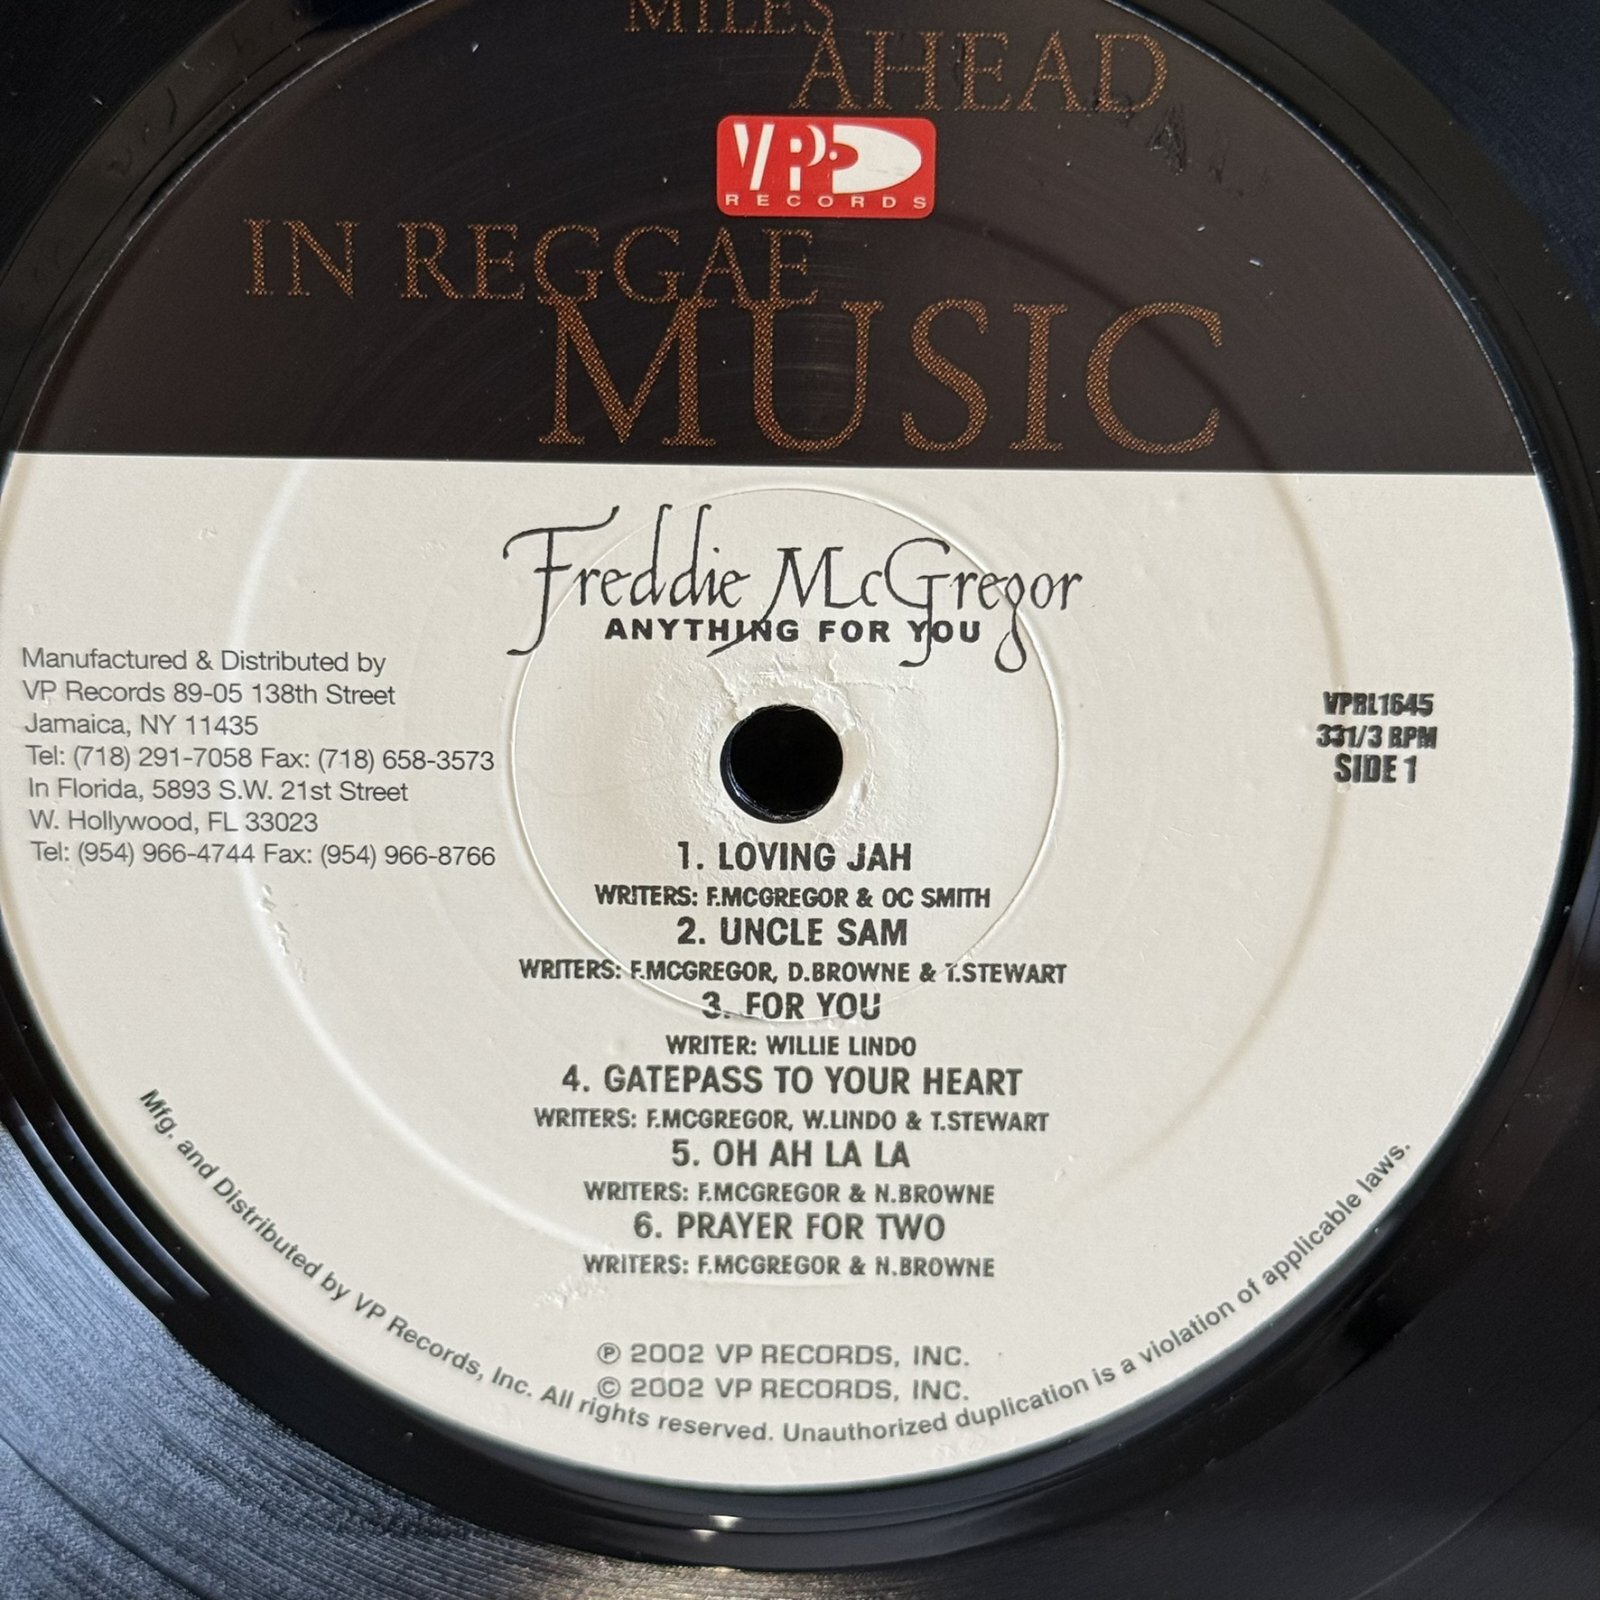 MILES
AHEAD
VP
RECORDS
IN REGGAE
MUSIC
Freddie McGregor
ANYTHING FOR YOU
Manufactured & Distributed by
VP Records 89-05 138th Street
Jamaica, NY 11435
Tel: (718) 291-7058 Fax: (718) 658-3573
In Florida, 5893 S.W. 21st Street
W. Hollywood, FL 33023
Tel: (954) 966-4744 Fax: (954) 966-8766
VPRL1645
331/3 RPM
SIDE 1
1. LOVING JAH
WRITERS: F.MCGREGOR & OC SMITH
2. UNCLE SAM
WRITERS: F.MCGREGOR, D.BROWNE & T.STEWART
3. FOR YOU
WRITER: WILLIE LINDO
4. GATEPASS TO YOUR HEART
WRITERS: F.MCGREGOR, W.LINDO & T.STEWART
5. OH AH LA LA
WRITERS: F.MCGREGOR & N.BROWNE
6. PRAYER FOR TWO
WRITERS: F.MCGREGOR & N.BROWNE
℗ 2002 VP RECORDS, INC.
© 2002 VP RECORDS, INC.
Mfg. and Distributed by VP Records, Inc. All rights reserved. Unauthorized duplication is a violation of applicable laws.